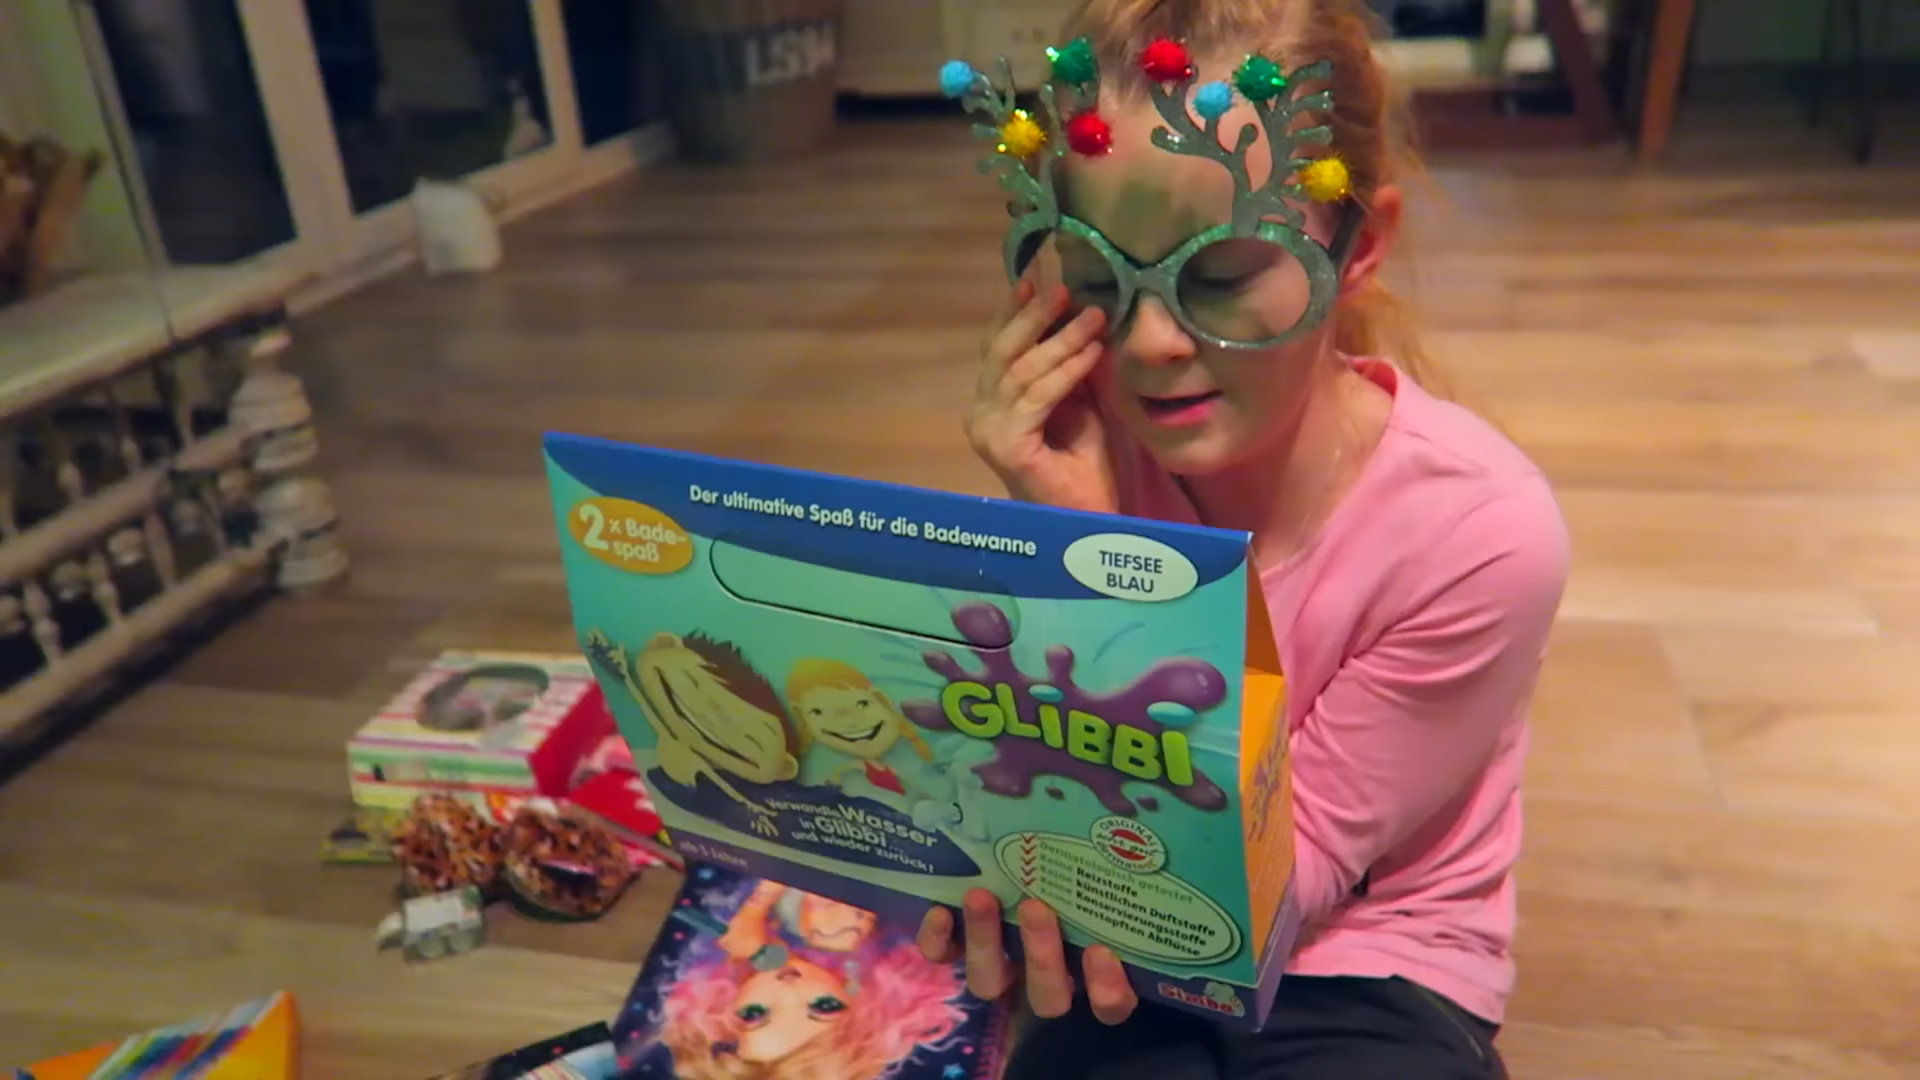 LS94
Der ultimative Spaß für die Badewanne
2 x Bade-
spaß
TIEFSEE
BLAU
GLIBBI
Verwandle Wasser
in Glibbi...
und wieder zurück!
ab 3 Jahre
ORIGINAL
Dermatologisch getestet
Keine Reizstoffe
Keine künstlichen Duftstoffe
Keine Konservierungsstoffe
Keine verstopften Abflüsse
Simba